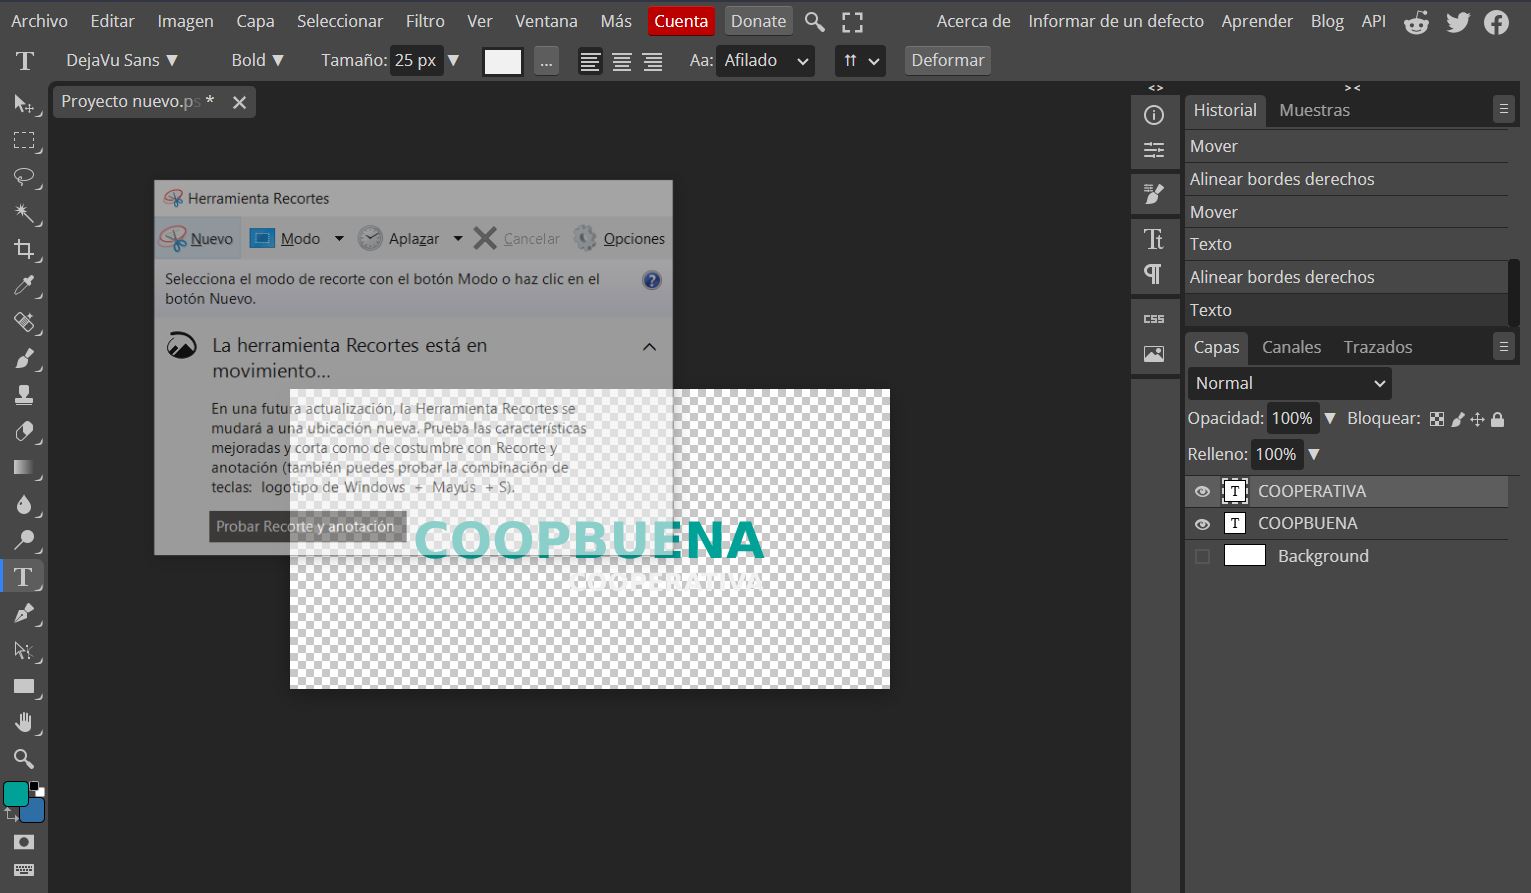 Archivo Editar Imagen Capa Seleccionar Filtro Ver Ventana Más Cuenta Donate Acerca de Informar de un defecto Aprender Blog API
T DejaVu Sans Bold Tamaño: 25 px ... Aa: Afilado Deformar
Proyecto nuevo.ps *
Herramienta Recortes
Nuevo Modo Aplazar Cancelar Opciones
Selecciona el modo de recorte con el botón Modo o haz clic en el
botón Nuevo.
La herramienta Recortes está en
movimiento...
En una futura actualización, la Herramienta Recortes se
mudará a una ubicación nueva. Prueba las características
mejoradas y corta como de costumbre con Recorte y
anotación (también puedes probar la combinación de
teclas: logotipo de Windows + Mayús + S).
Probar Recorte y anotación
COOPBUENA
COOPERATIVA
T
Tt
CSS
Historial Muestras
Mover
Alinear bordes derechos
Mover
Texto
Alinear bordes derechos
Texto
Capas Canales Trazados
Normal
Opacidad: 100% Bloquear:
Relleno: 100%
T COOPERATIVA
T COOPBUENA
Background